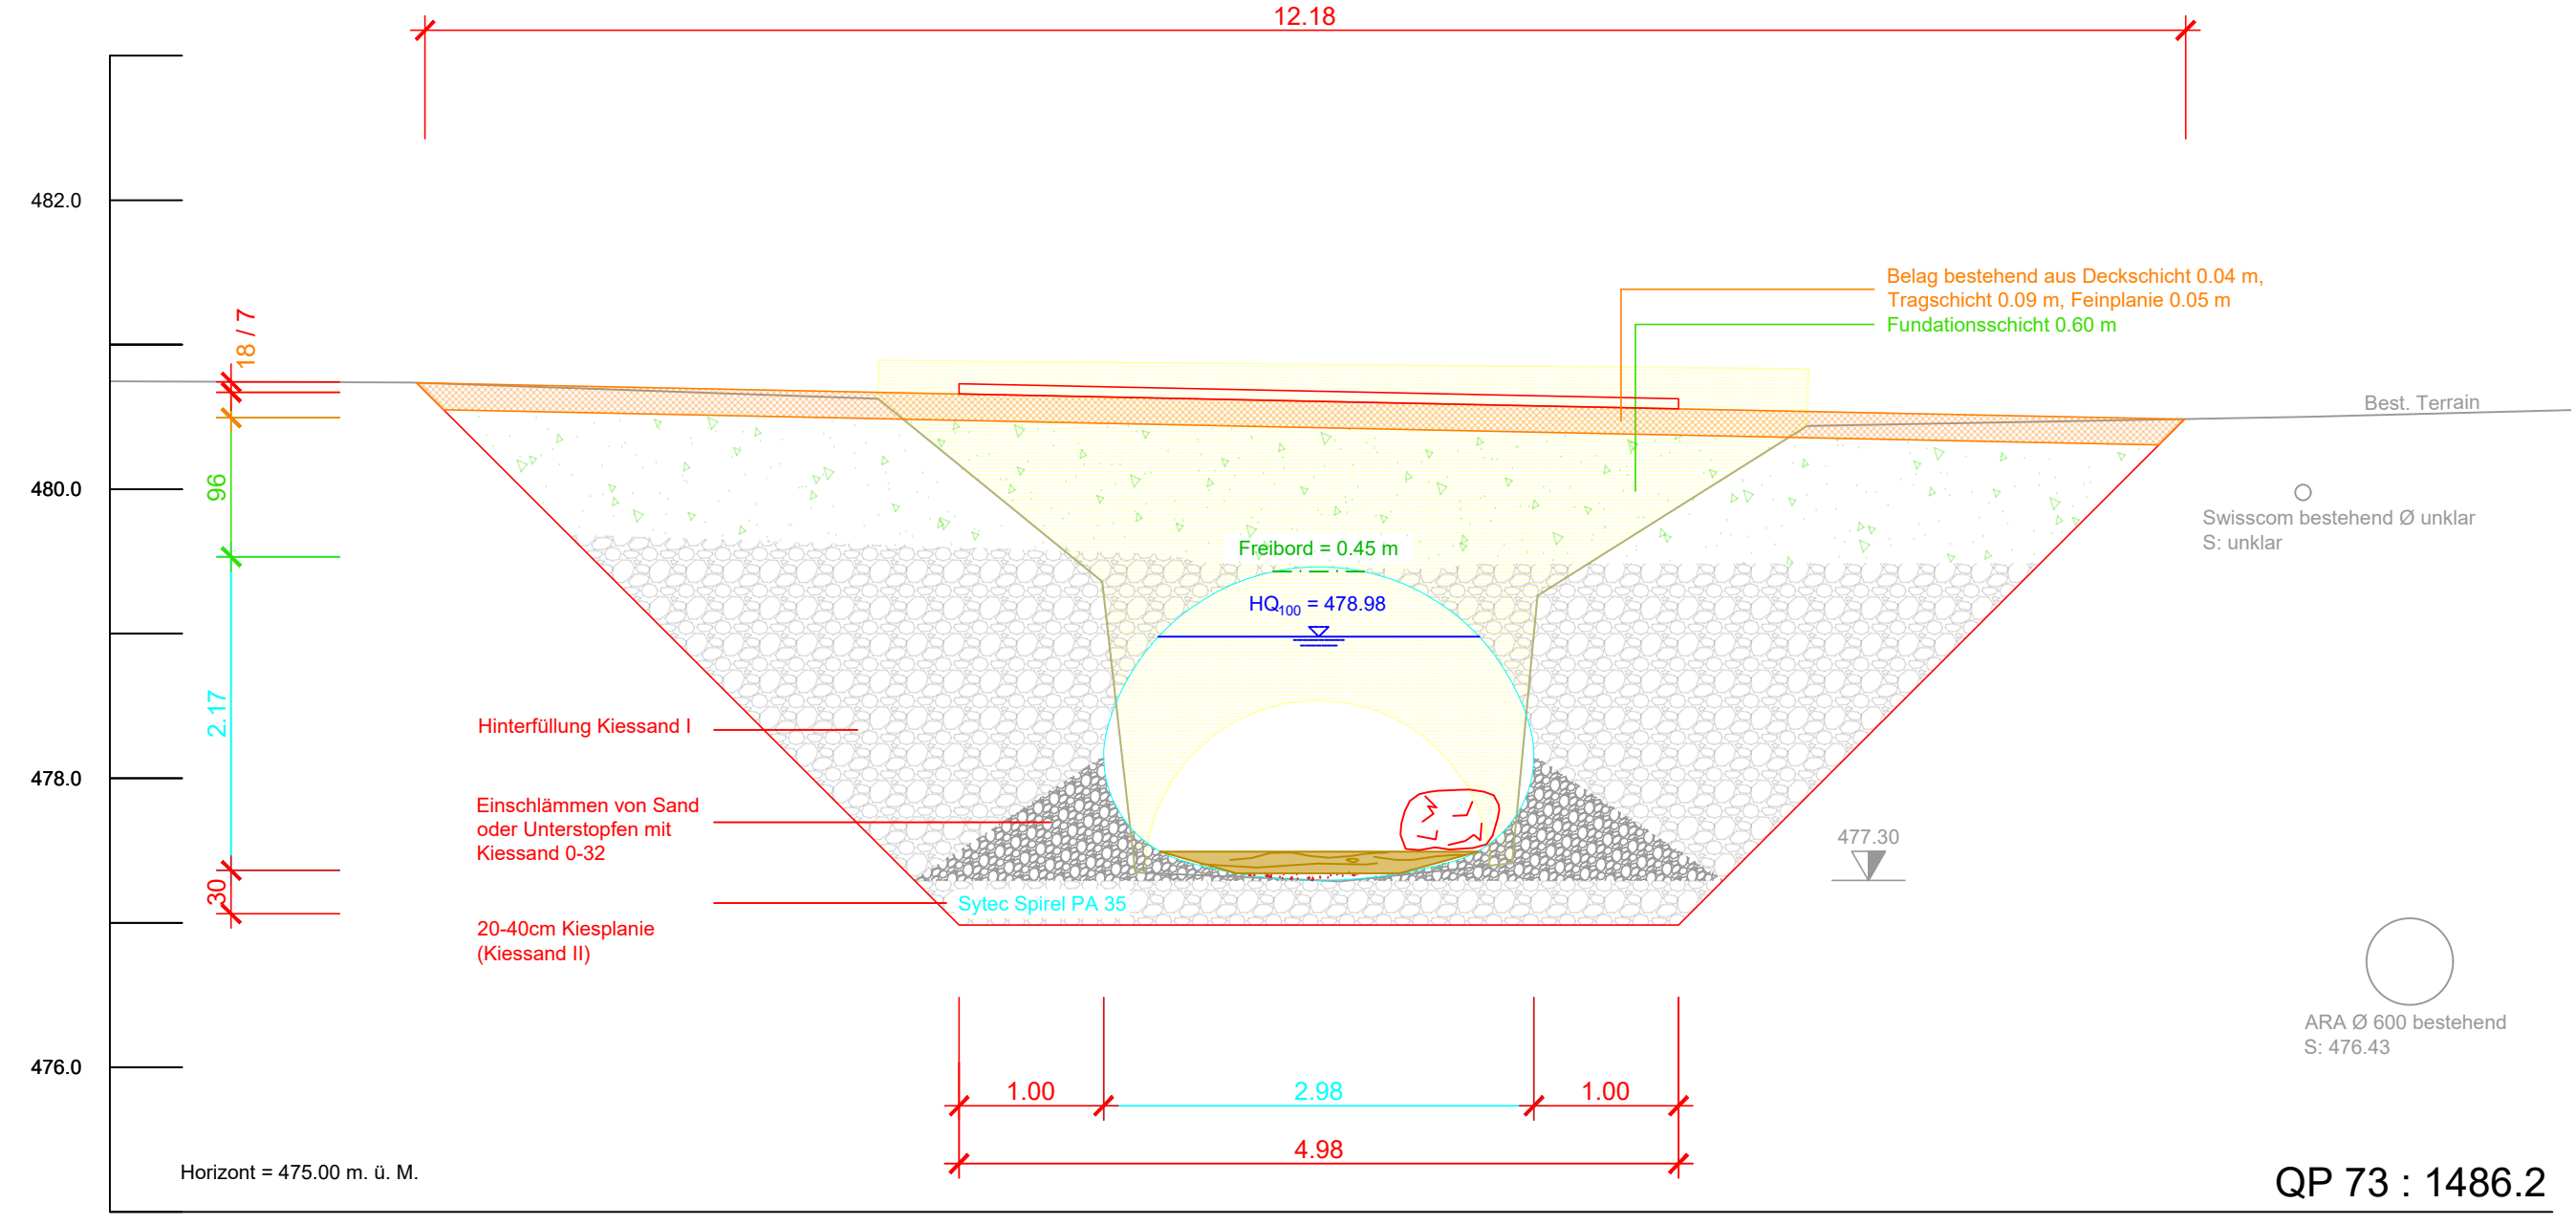 12.18
482.0
480.0
478.0
476.0
18 / 7
96
2.17
30
Belag bestehend aus Deckschicht 0.04 m,
Tragschicht 0.09 m, Feinplanie 0.05 m
Fundationsschicht 0.60 m
Best. Terrain
Swisscom bestehend Ø unklar
S: unklar
Freibord = 0.45 m
HQ100 = 478.98
Hinterfüllung Kiessand I
Einschlämmen von Sand
oder Unterstopfen mit
Kiessand 0-32
477.30
Sytec Spirel PA 35
20-40cm Kiesplanie
(Kiessand II)
ARA Ø 600 bestehend
S: 476.43
1.00
2.98
1.00
4.98
Horizont = 475.00 m. ü. M.
QP 73 : 1486.2